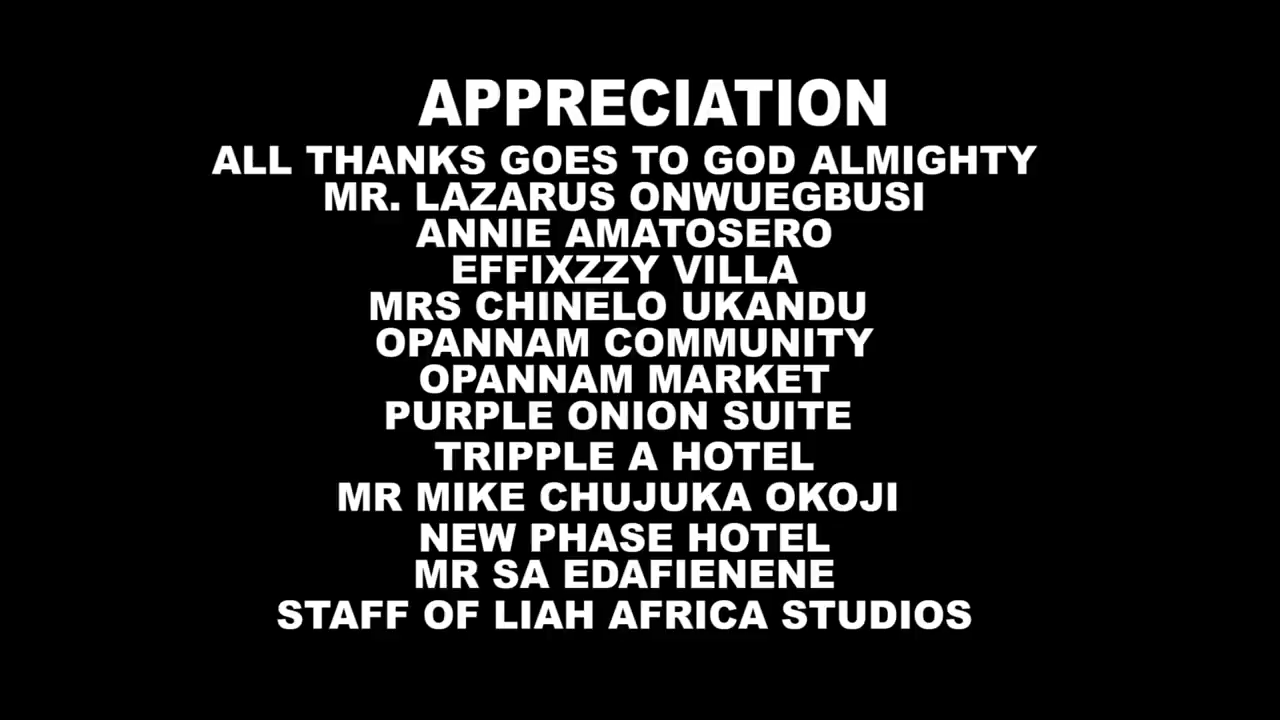 APPRECIATION
ALL THANKS GOES TO GOD ALMIGHTY
MR. LAZARUS ONWUEGBUSI
ANNIE AMATOSERO
EFFIXZZY VILLA
MRS CHINELO UKANDU
OPANNAM COMMUNITY
OPANNAM MARKET
PURPLE ONION SUITE
TRIPPLE A HOTEL
MR MIKE CHUJUKA OKOJI
NEW PHASE HOTEL
MR SA EDAFIENENE
STAFF OF LIAH AFRICA STUDIOS